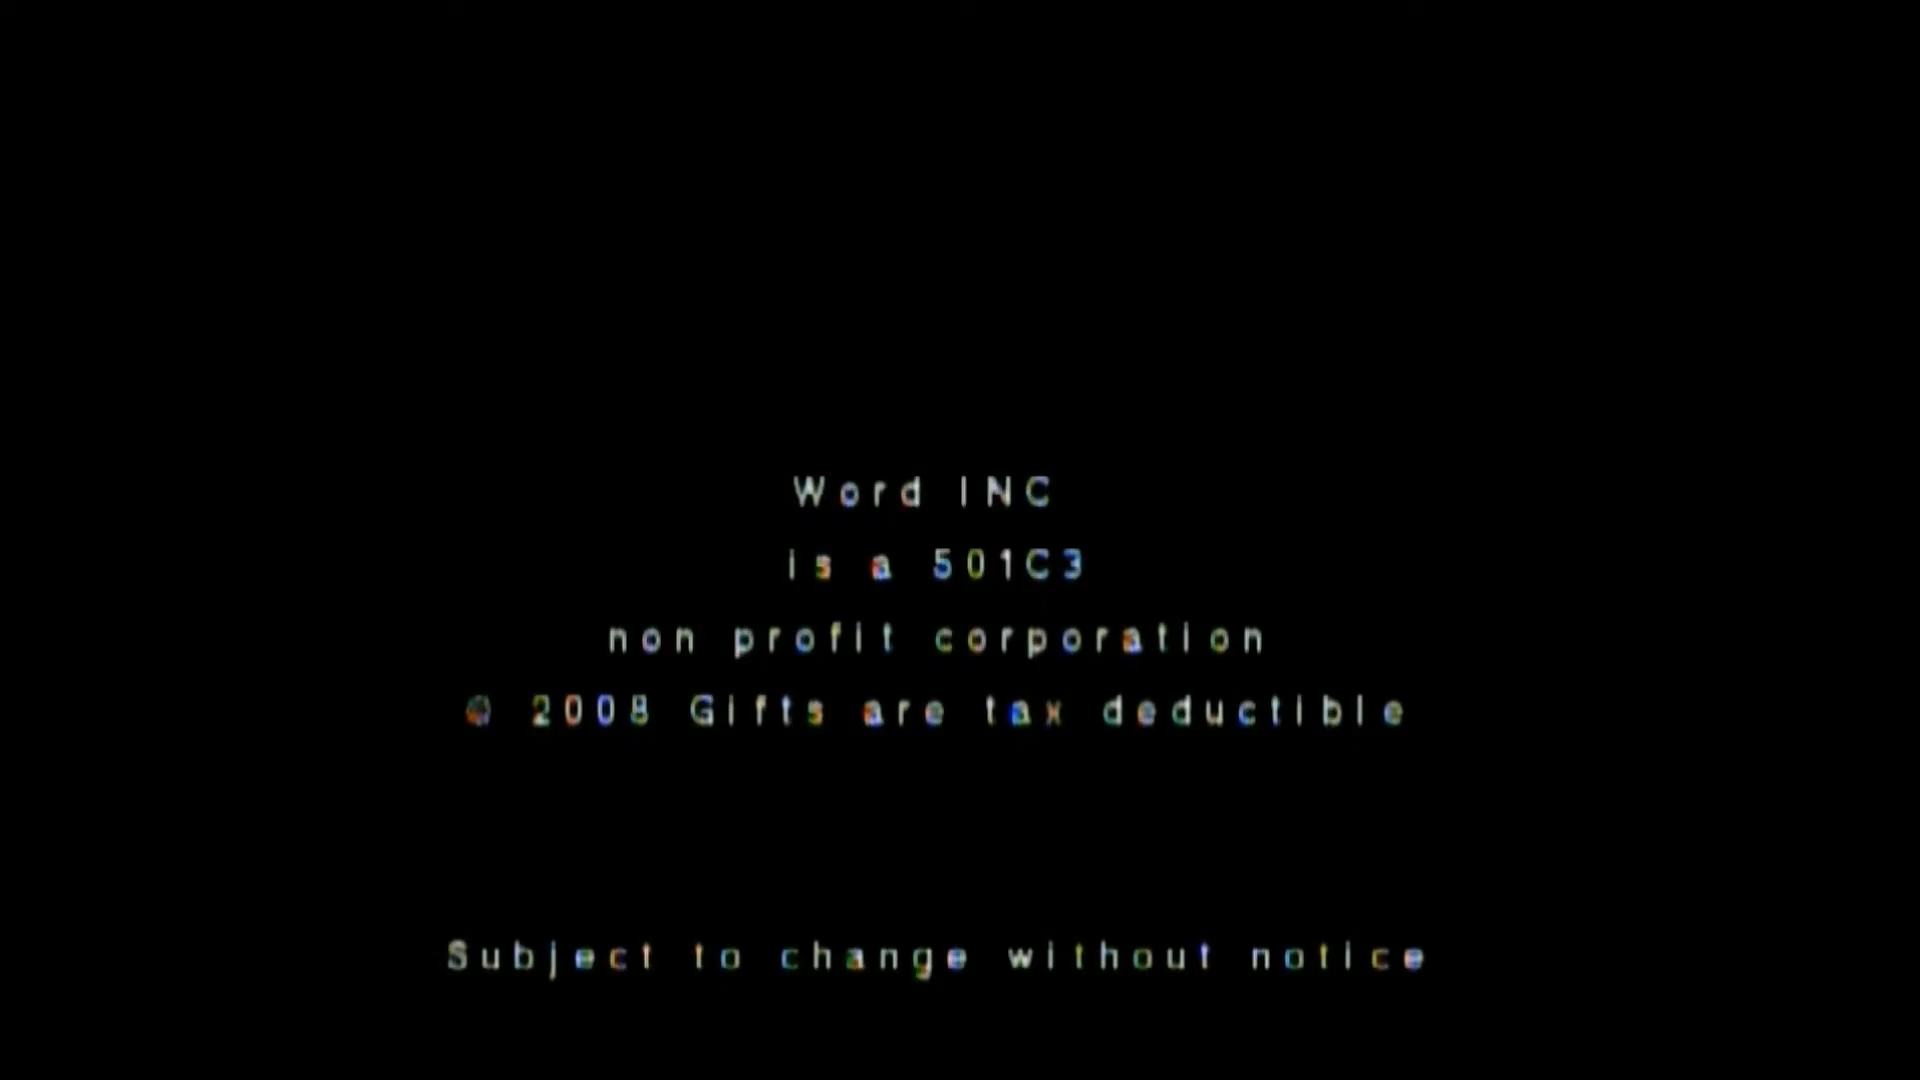 Word INC
is a 501C3
non profit corporation
© 2008 Gifts are tax deductible
Subject to change without notice